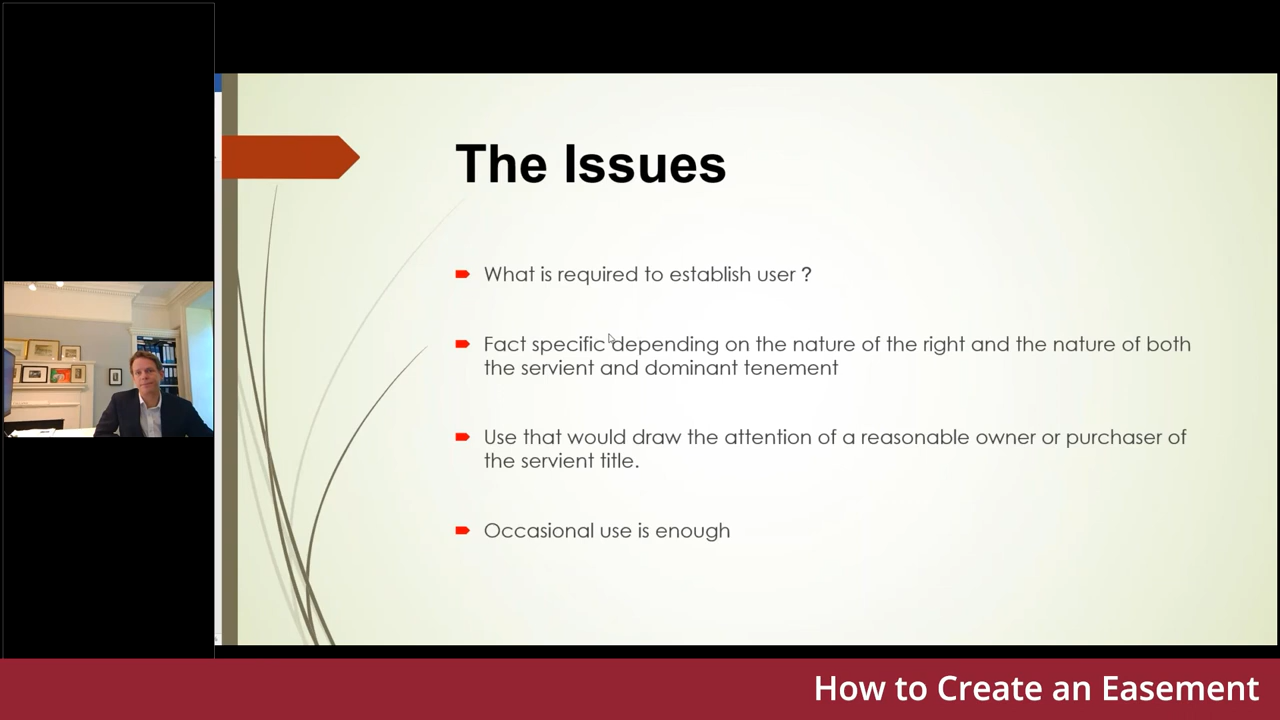 The Issues
What is required to establish user ?
Fact specific depending on the nature of the right and the nature of both
the servient and dominant tenement
Use that would draw the attention of a reasonable owner or purchaser of
the servient title.
Occasional use is enough
How to Create an Easement